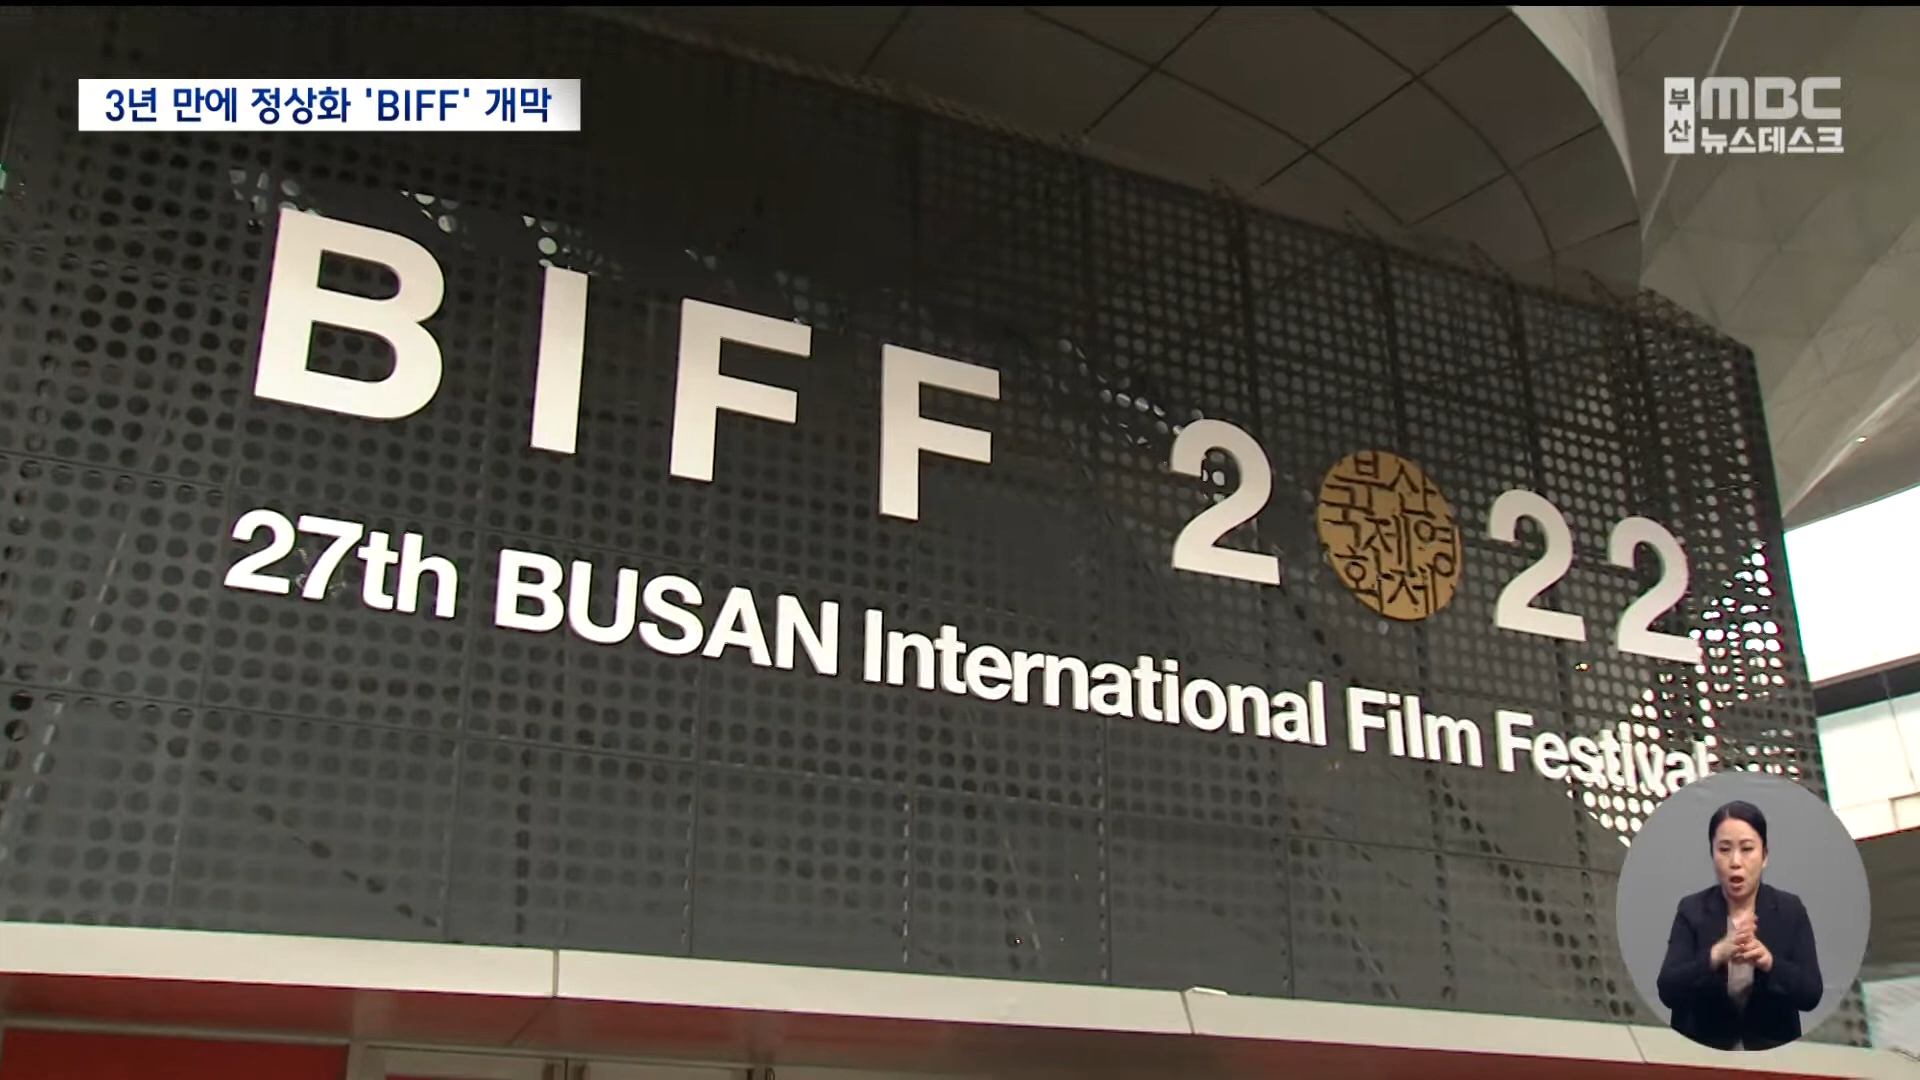 3년 만에 정상화 'BIFF' 개막
부산 MBC
뉴스데스크
BIFF 2022
부산
국제영
화제
27th BUSAN International Film Festival